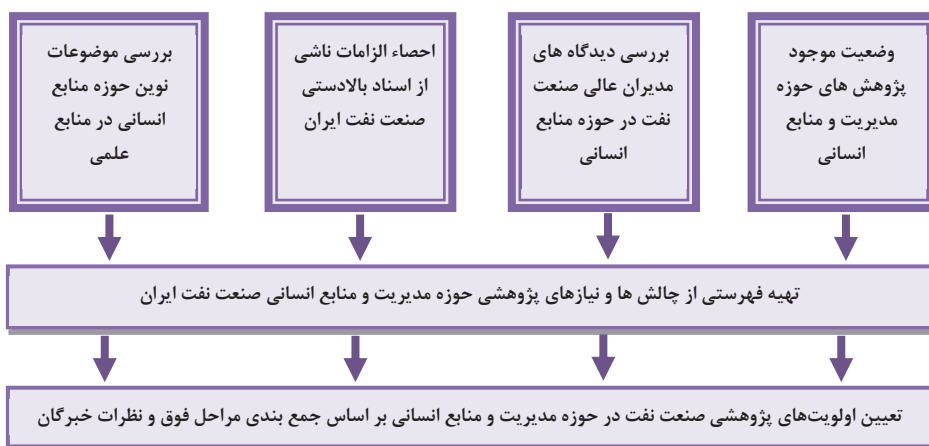 وضعیت موجود
پژوهش های حوزه
مدیریت و منابع
انسانی
بررسی دیدگاه های
مدیران عالی صنعت
نفت در حوزه منابع
انسانی
احصاء الزامات ناشی
از اسناد بالادستی
صنعت نفت ایران
بررسی موضوعات
نوین حوزه منابع
انسانی در منابع
علمی
تهیه فهرستی از چالش ها و نیازهای پژوهشی حوزه مدیریت و منابع انسانی صنعت نفت ایران
تعیین اولویت‌های پژوهشی صنعت نفت در حوزه مدیریت و منابع انسانی بر اساس جمع بندی مراحل فوق و نظرات خبرگان